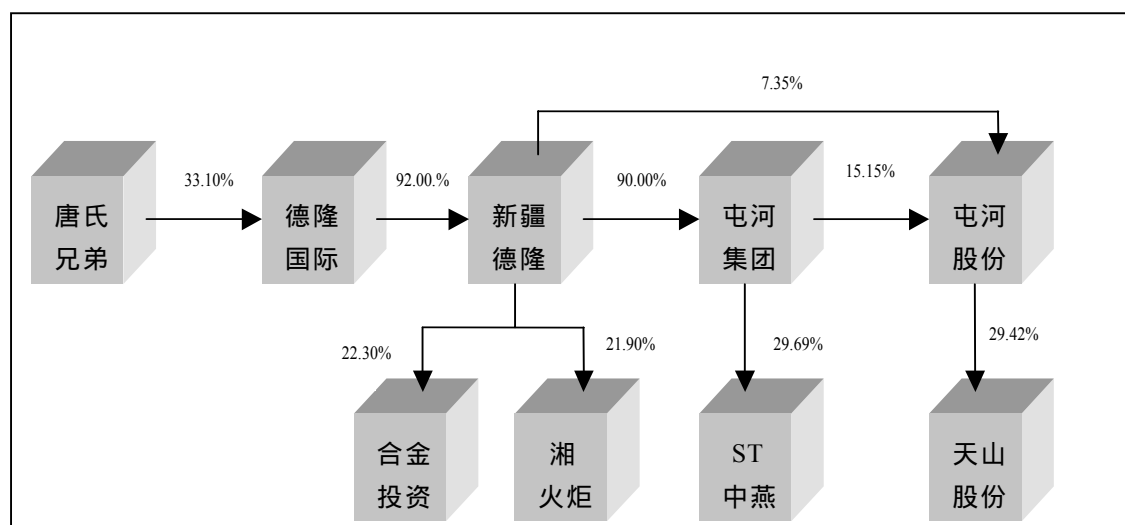 7.35%
33.10%
92.00.%
90.00%
15.15%
唐氏
兄弟
德隆
国际
新疆
德隆
屯河
集团
屯河
股份
22.30%
21.90%
29.69%
29.42%
合金
投资
湘
火炬
ST
中燕
天山
股份